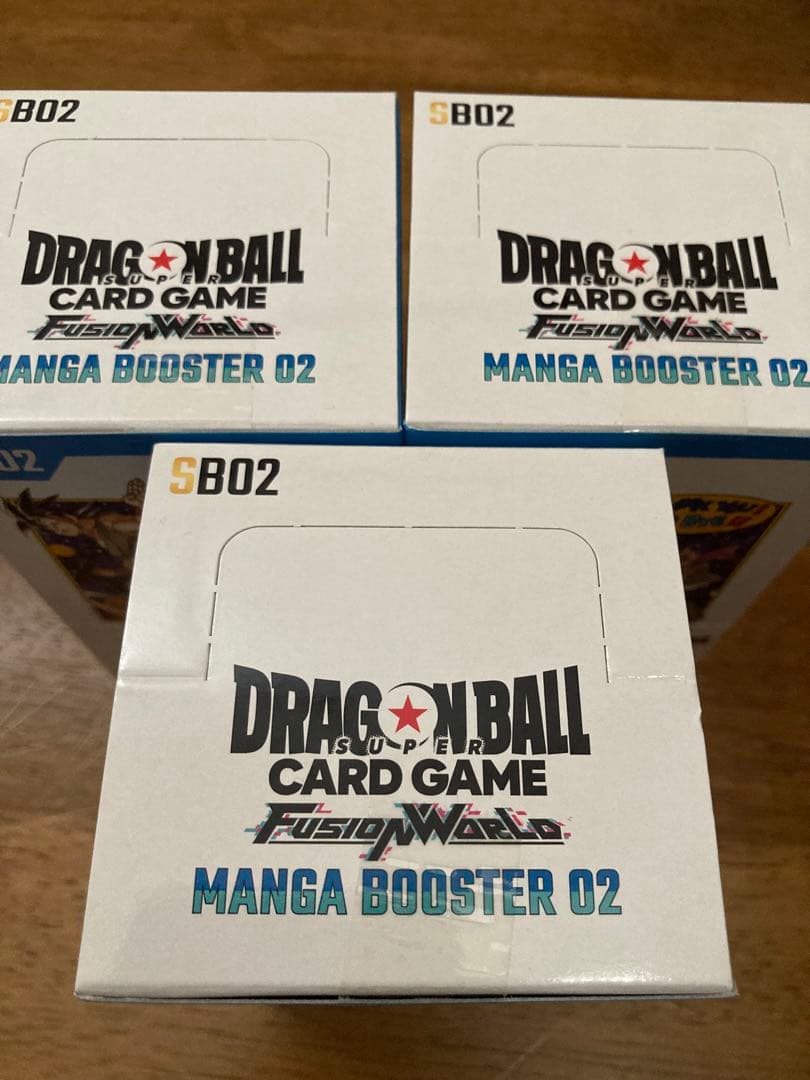 SB02
DRAGON BALL
SUPER
CARD GAME
FUSION WORLD
MANGA BOOSTER 02
SB02
DRAGON BALL
SUPER
CARD GAME
FUSION WORLD
MANGA BOOSTER 02
02
SB02
DRAGON BALL
SUPER
CARD GAME
FUSION WORLD
MANGA BOOSTER 02